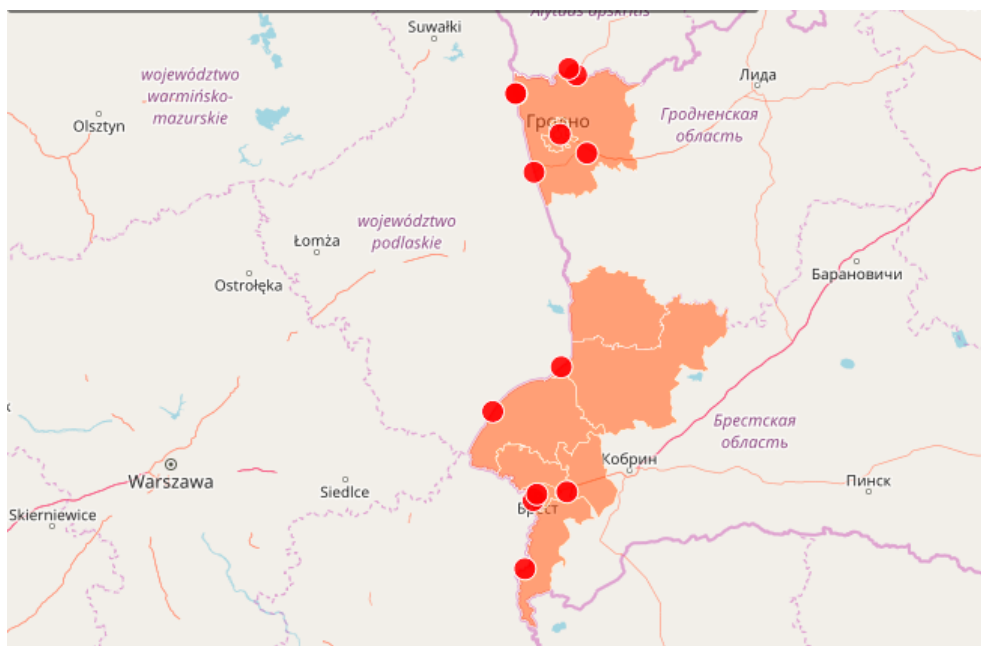 Alytaus apskritis
Suwałki
województwo
warmińsko-
mazurskie
Лида
Olsztyn
Гродно
Гродненская
область
województwo
podlaskie
Łomża
Барановичи
Ostrołęka
Брестская
область
Кобрин
Warszawa
Siedlce
Пинск
Skierniewice
Брест